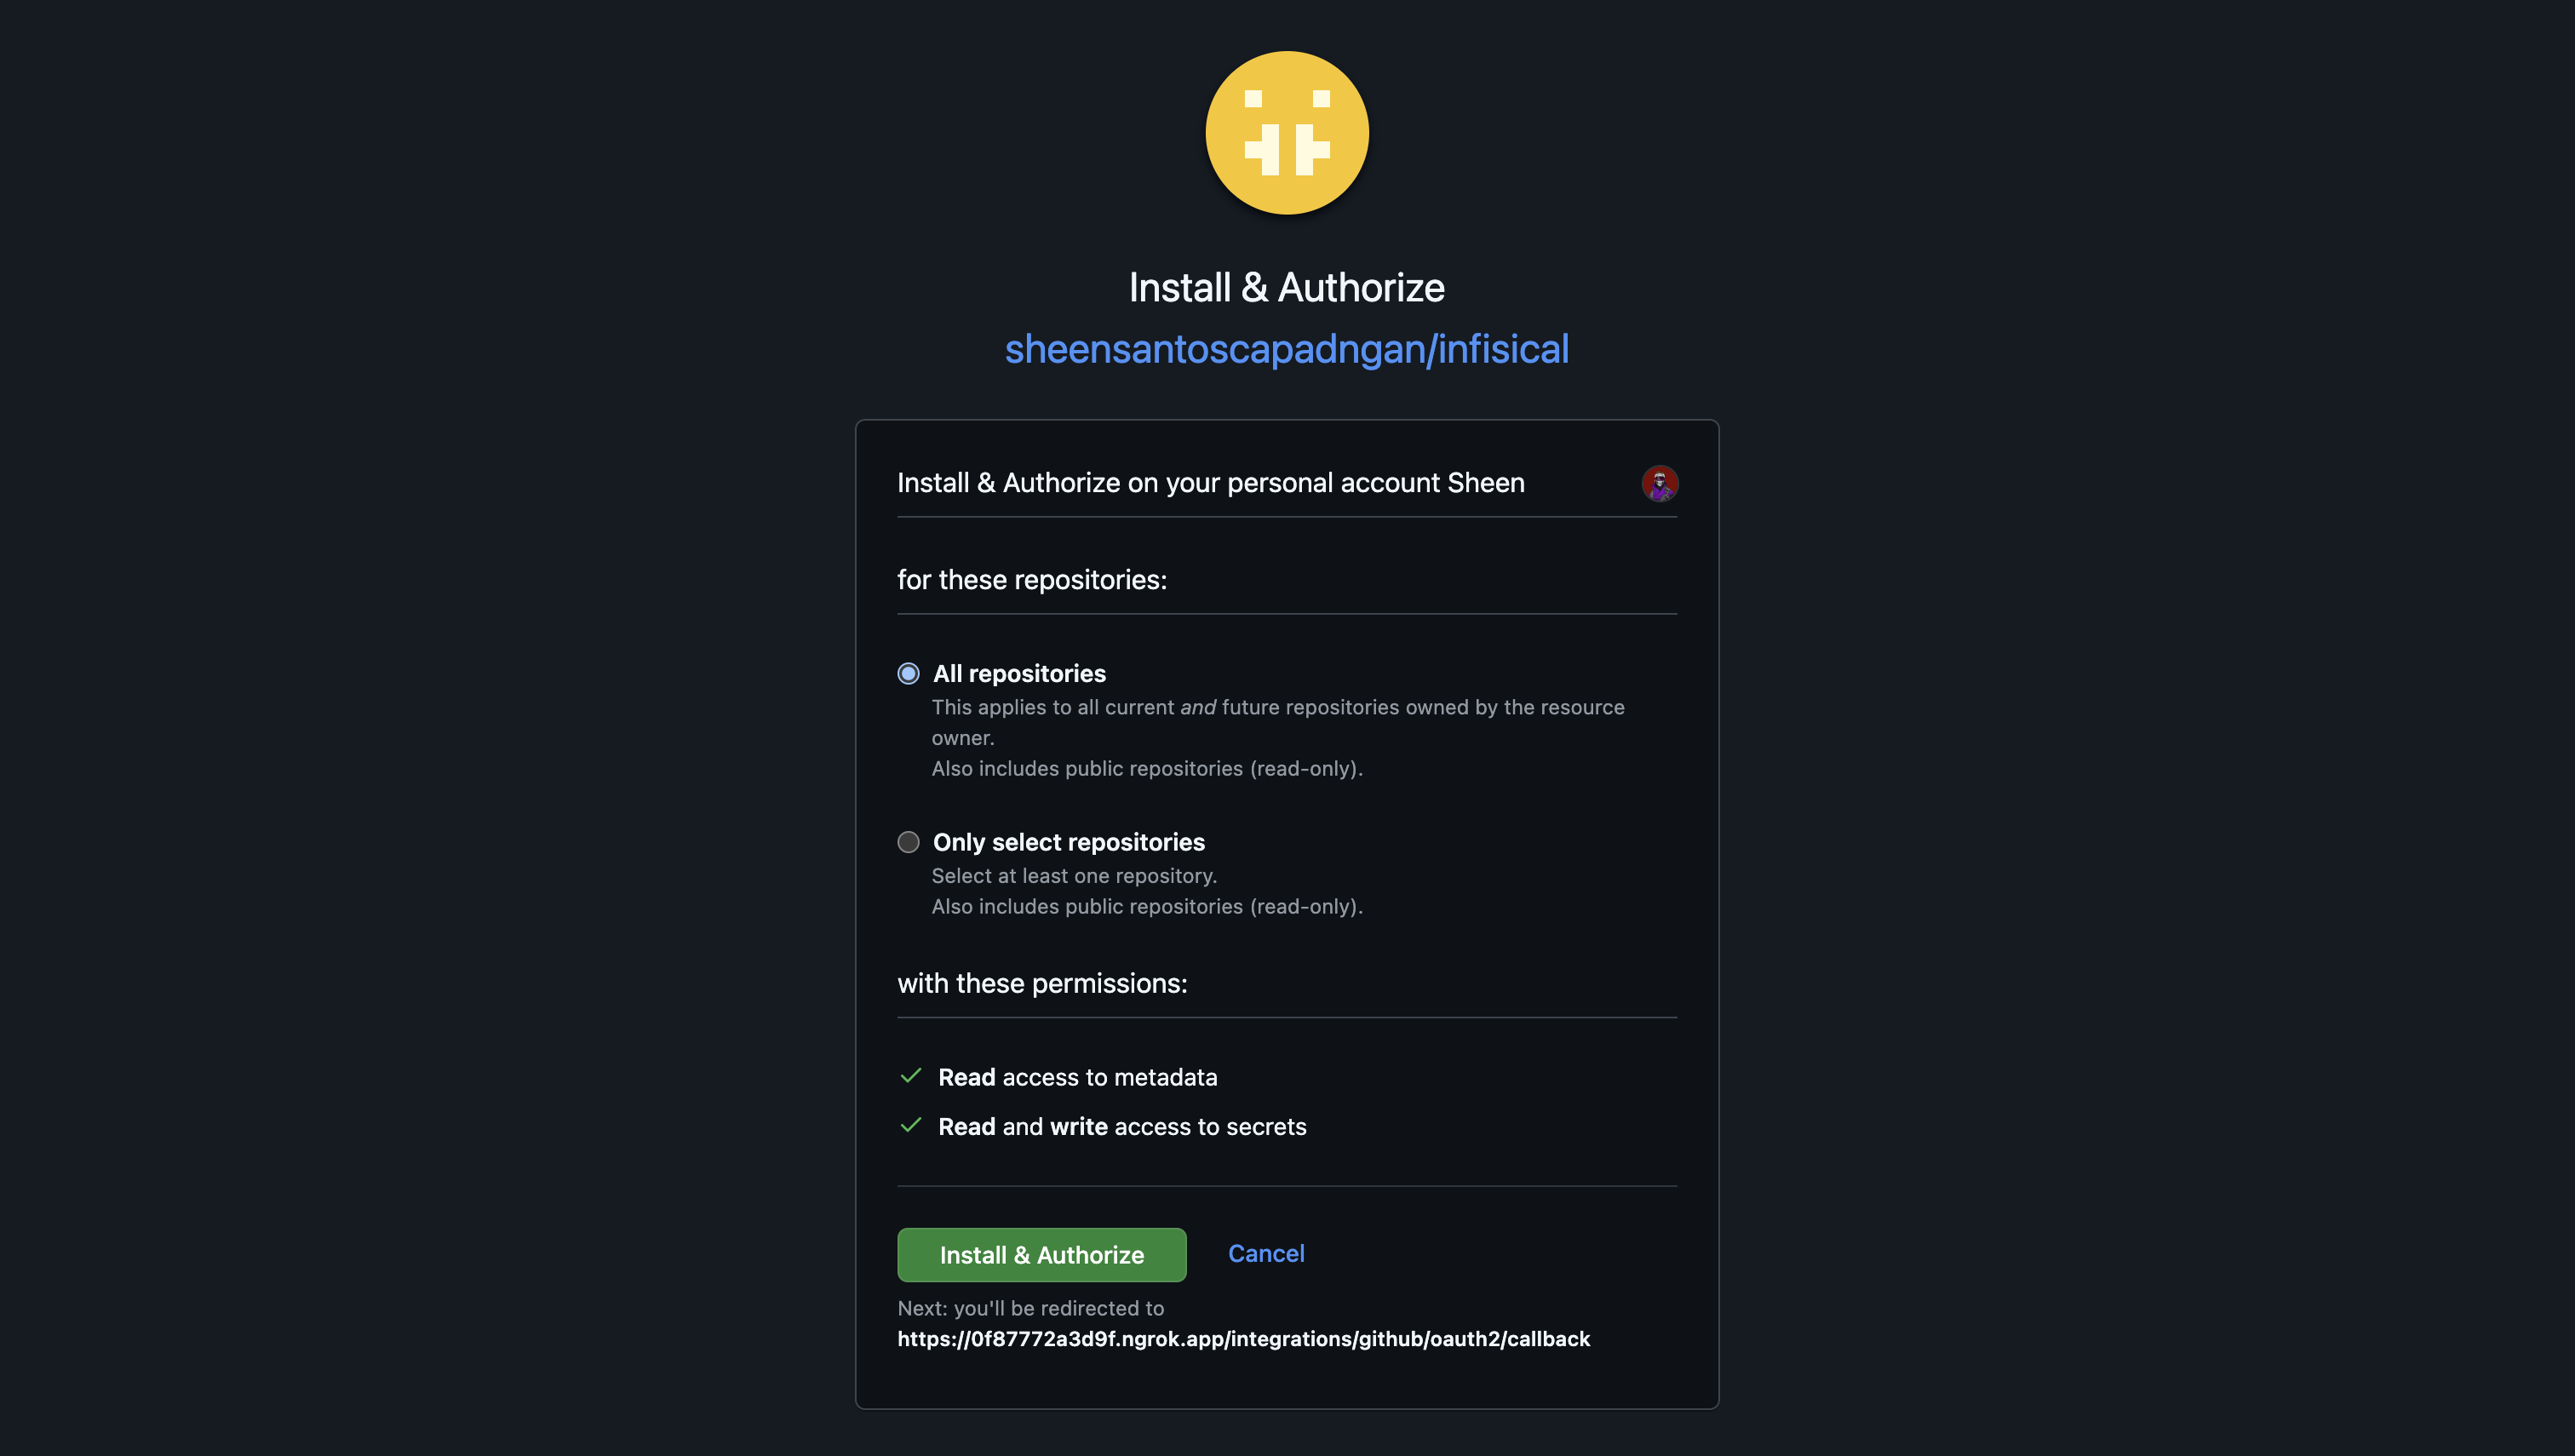 Install & Authorize
sheensantoscapadngan/infisical
Install & Authorize on your personal account Sheen
for these repositories:
All repositories
This applies to all current and future repositories owned by the resource
owner.
Also includes public repositories (read-only).
Only select repositories
Select at least one repository.
Also includes public repositories (read-only).
with these permissions:
Read access to metadata
Read and write access to secrets
Install & Authorize Cancel
Next: you'll be redirected to
https://0f87772a3d9f.ngrok.app/integrations/github/oauth2/callback